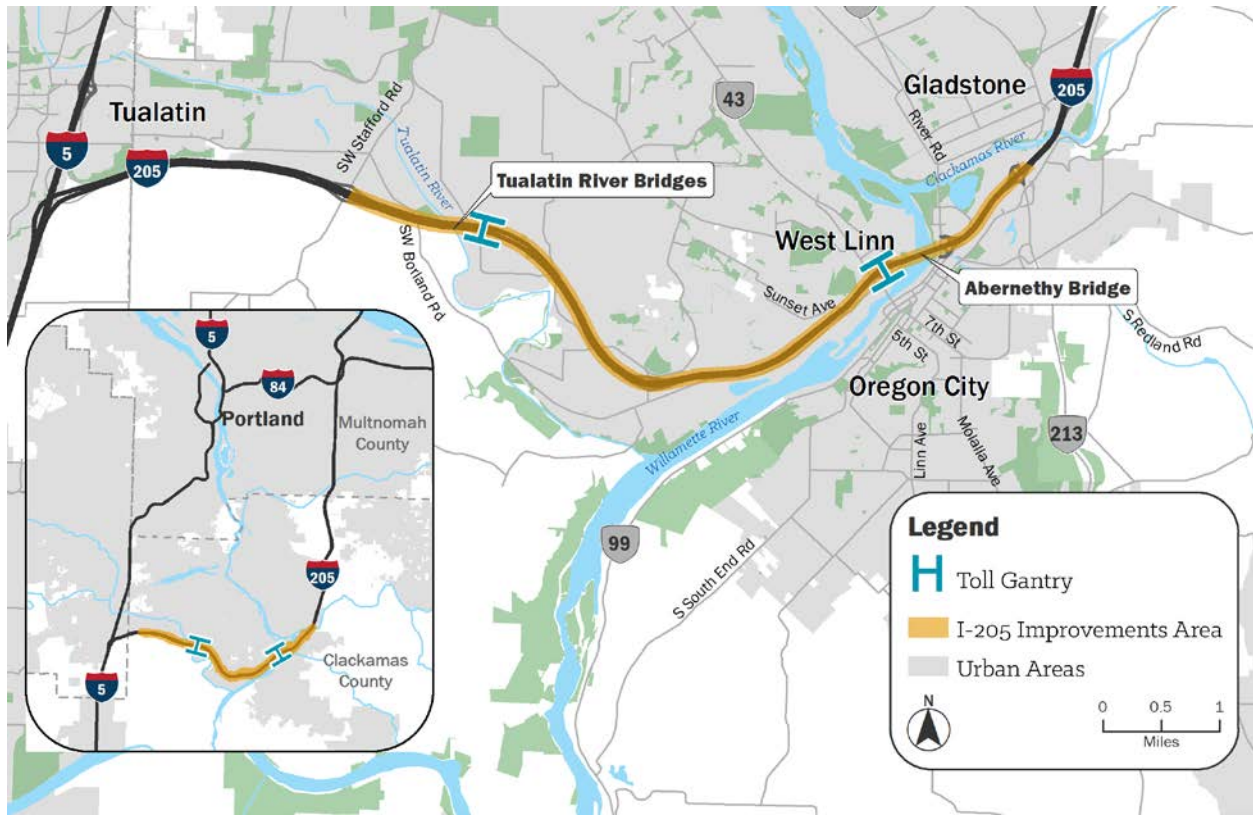 Gladstone
205
43
River Rd
Clackamas River
Tualatin
5
205
SW Stafford Rd
Tualatin River
Tualatin River Bridges
SW Borland Rd
West Linn
Sunset Ave
Abernethy Bridge
7th St
5th St
S Redland Rd
Oregon City
Willamette River
Linn Ave
Molalla Ave
213
99
S South End Rd
5
84
Portland
Multnomah
County
205
Clackamas
County
5
Legend
Toll Gantry
I-205 Improvements Area
Urban Areas
N
0 0.5 1
Miles